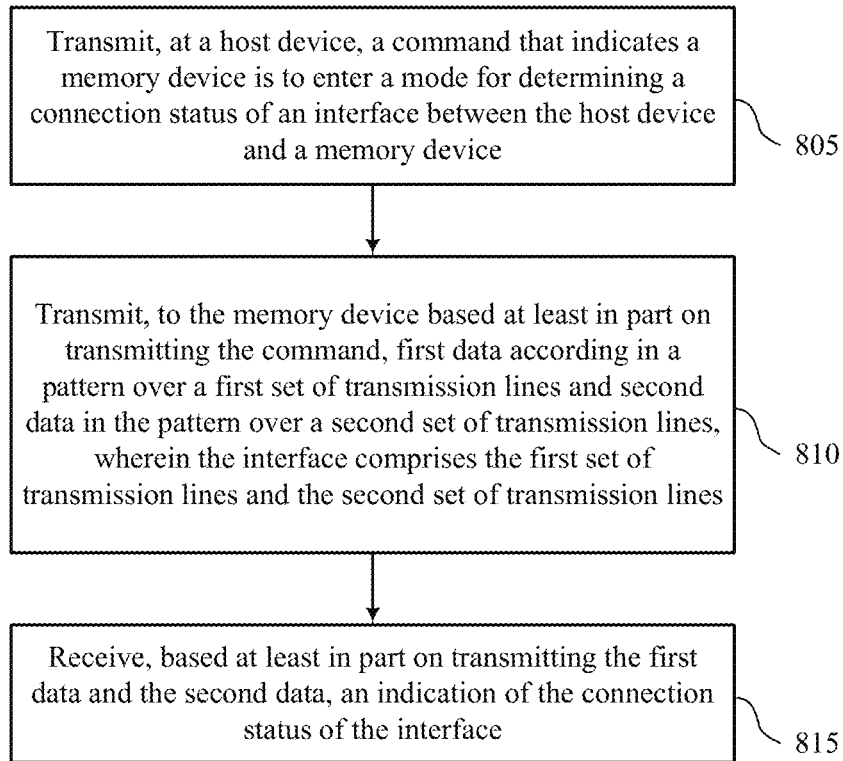 Transmit, at a host device, a command that indicates a
memory device is to enter a mode for determining a
connection status of an interface between the host device
and a memory device
805
Transmit, to the memory device based at least in part on
transmitting the command, first data according in a
pattern over a first set of transmission lines and second
data in the pattern over a second set of transmission lines,
wherein the interface comprises the first set of
transmission lines and the second set of transmission lines
810
Receive, based at least in part on transmitting the first
data and the second data, an indication of the connection
status of the interface
815